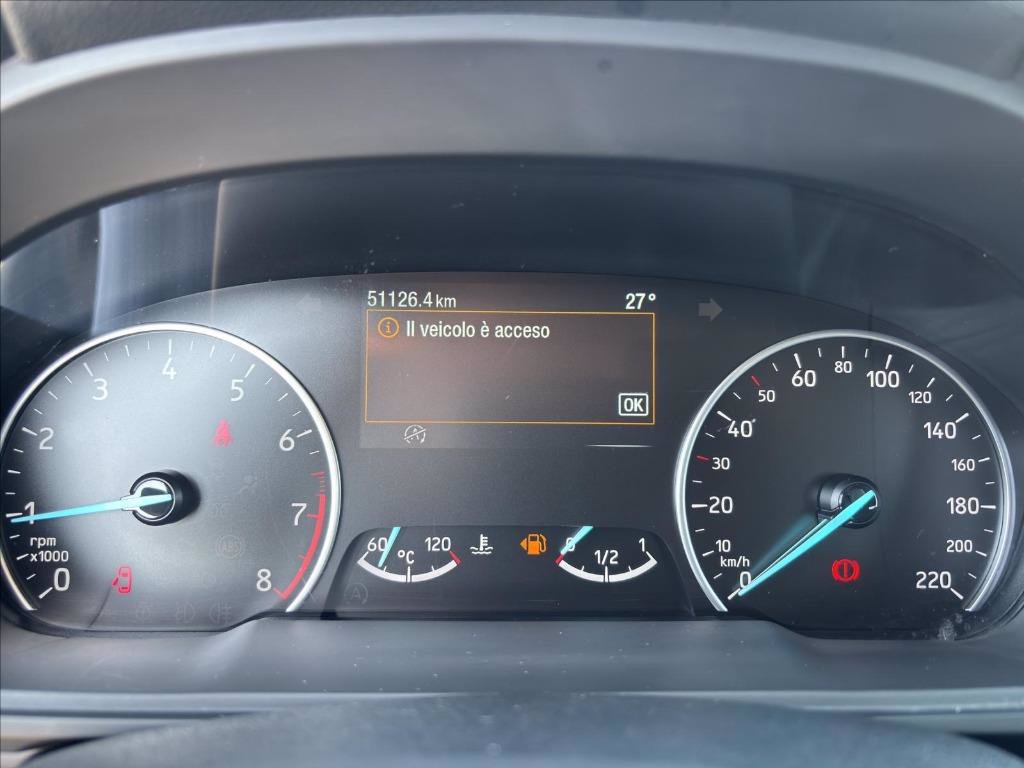 51126.4 km 27°
Il veicolo è acceso
OK
0 1 2 3 4 5 6 7 8
rpm
x1000
60 °C 120
0 1/2 1
0 10 20 30 40 50 60 80 100 120 140 160 180 200 220
km/h
ABS
A